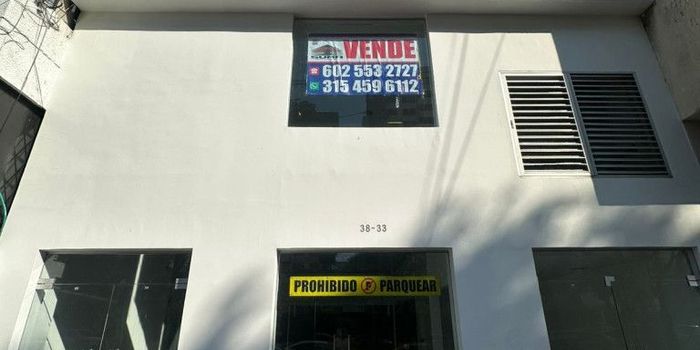 VENDE
602 553 2727
315 459 6112
38-33
PROHIBIDO E PARQUEAR